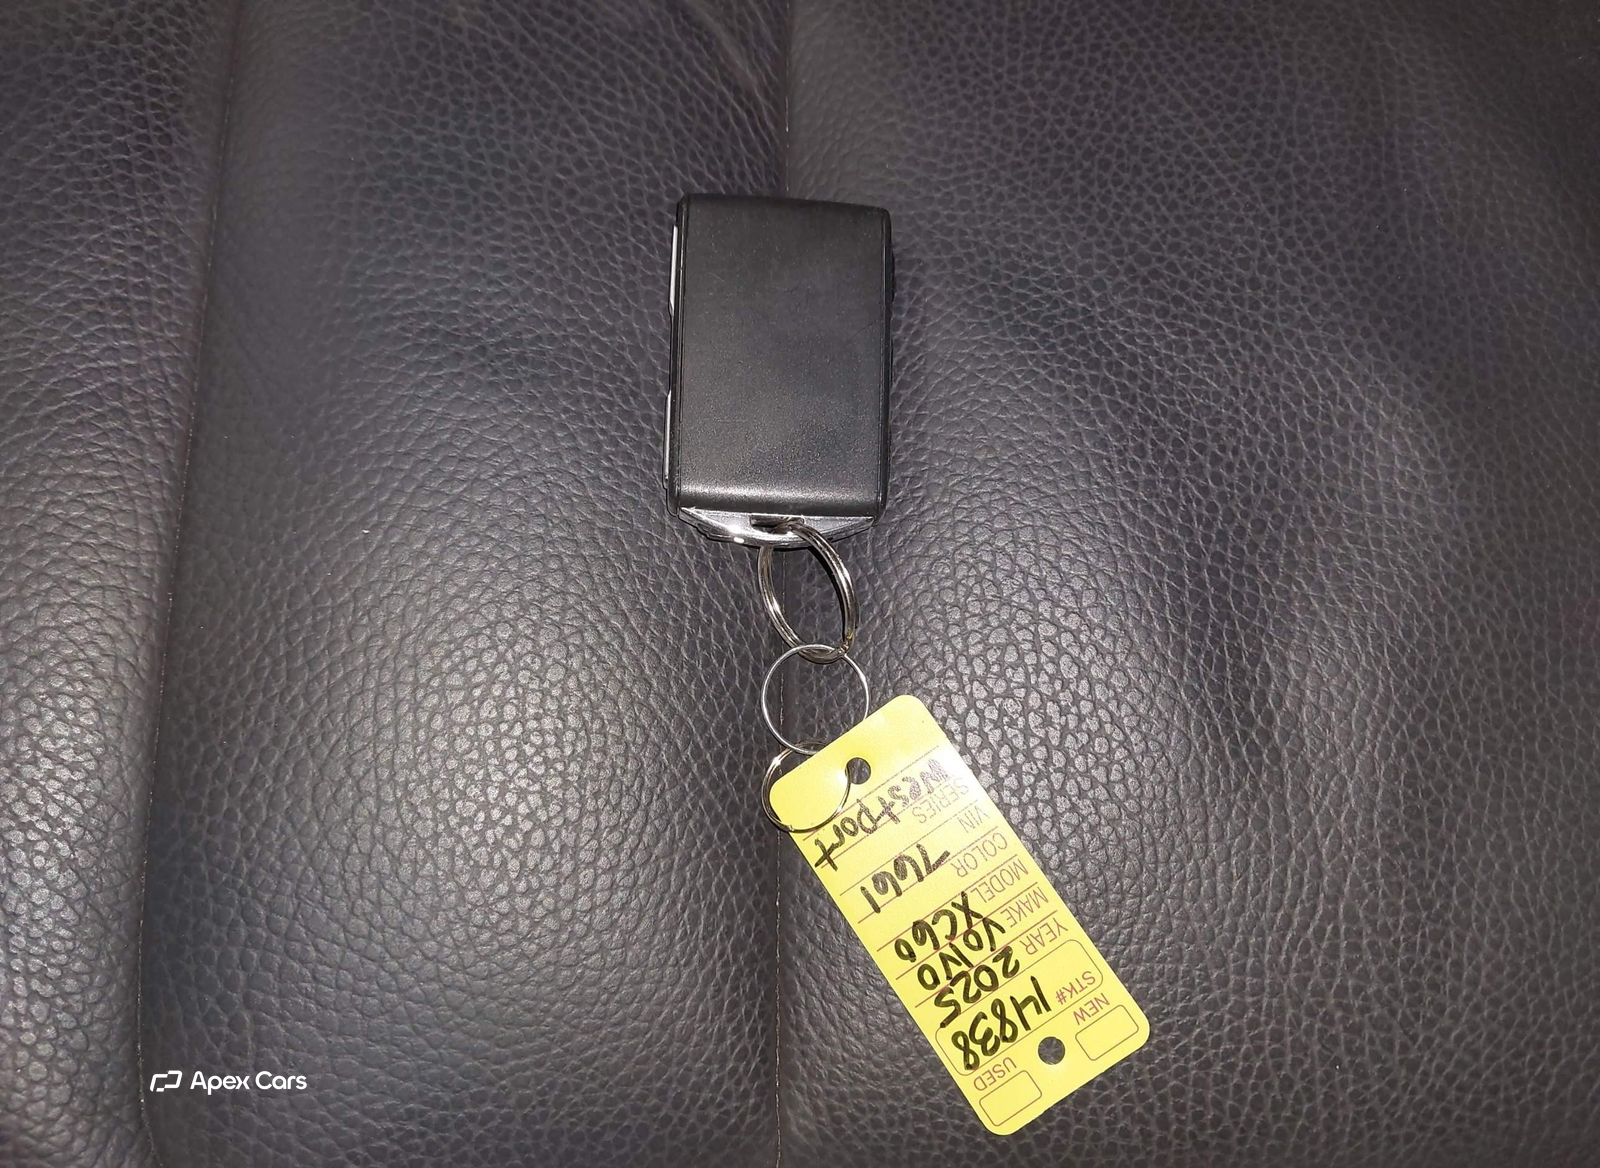 NEW
USED
STK# 14838
YEAR 2025
MAKE VOLVO
MODEL XC60
COLOR
VIN 7661
SERIES
Westport
Apex Cars